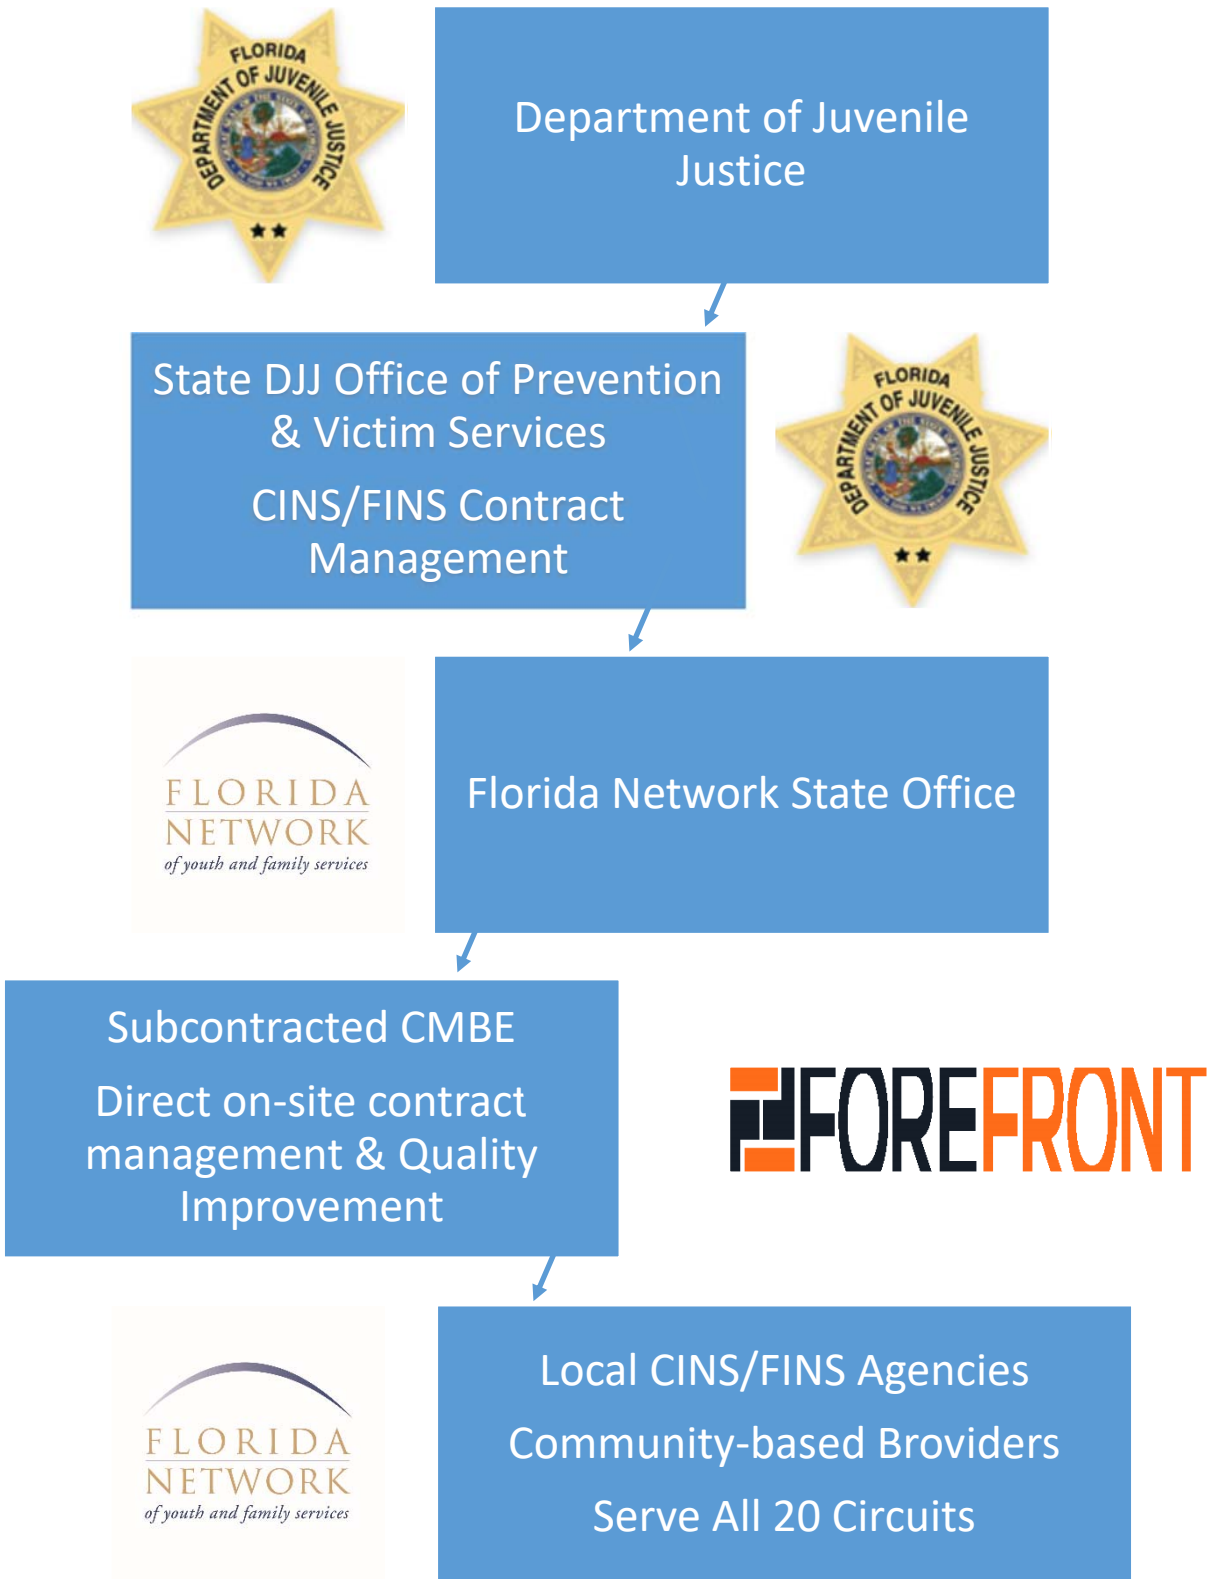 FLORIDA
DEPARTMENT OF JUVENILE JUSTICE
Department of Juvenile
Justice
State DJJ Office of Prevention
& Victim Services
CINS/FINS Contract
Management
FLORIDA
DEPARTMENT OF JUVENILE JUSTICE
FLORIDA
NETWORK
of youth and family services
Florida Network State Office
Subcontracted CMBE
Direct on-site contract
management & Quality
Improvement
FOREFRONT
FLORIDA
NETWORK
of youth and family services
Local CINS/FINS Agencies
Community-based Broviders
Serve All 20 Circuits